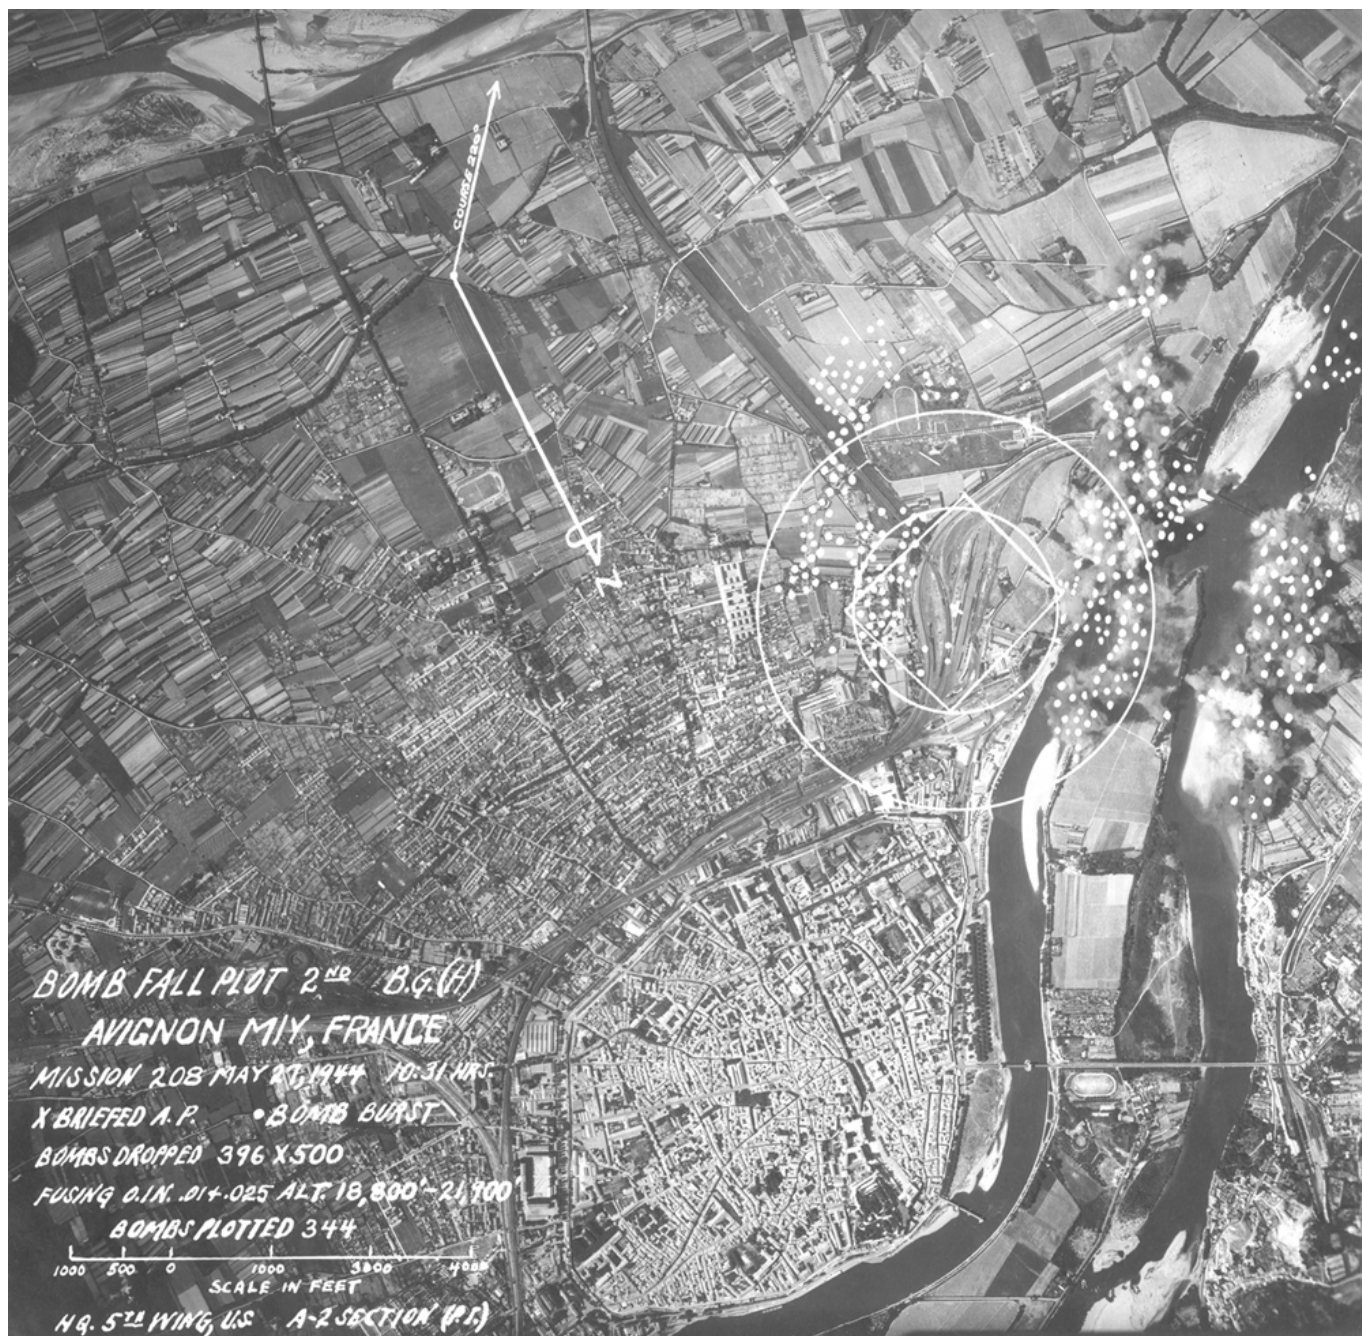 COURSE 220°
N
BOMB FALL PLOT 2ND B.G.(H)
AVIGNON M/Y, FRANCE
MISSION 208 MAY 27, 1944 10:31 HRS.
X BRIEFED A.P. • BOMB BURST
BOMBS DROPPED 396 X 500
FUSING 0.1N. .01+.025 ALT. 18,800'-21,900'
BOMBS PLOTTED 344
1000 500 0 1000 3000 4000
SCALE IN FEET
HQ. 5TH WING, U.S A-2 SECTION (P.I.)